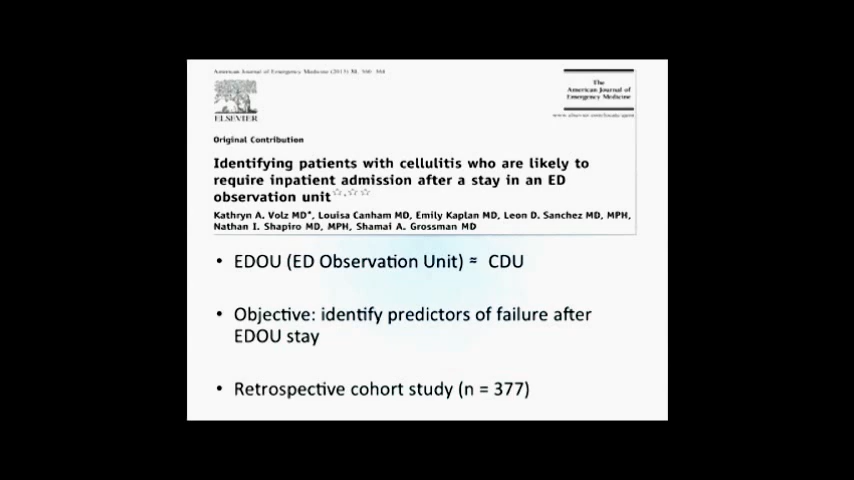 American Journal of Emergency Medicine (2013)
ELSEVIER
The
American Journal of
Emergency Medicine
Original Contribution
Identifying patients with cellulitis who are likely to
require inpatient admission after a stay in an ED
observation unit☆,☆☆
Kathryn A. Volz MD*, Louisa Canham MD, Emily Kaplan MD, Leon D. Sanchez MD, MPH,
Nathan I. Shapiro MD, MPH, Shamai A. Grossman MD
• EDOU (ED Observation Unit) ≈ CDU
• Objective: identify predictors of failure after
EDOU stay
• Retrospective cohort study (n = 377)